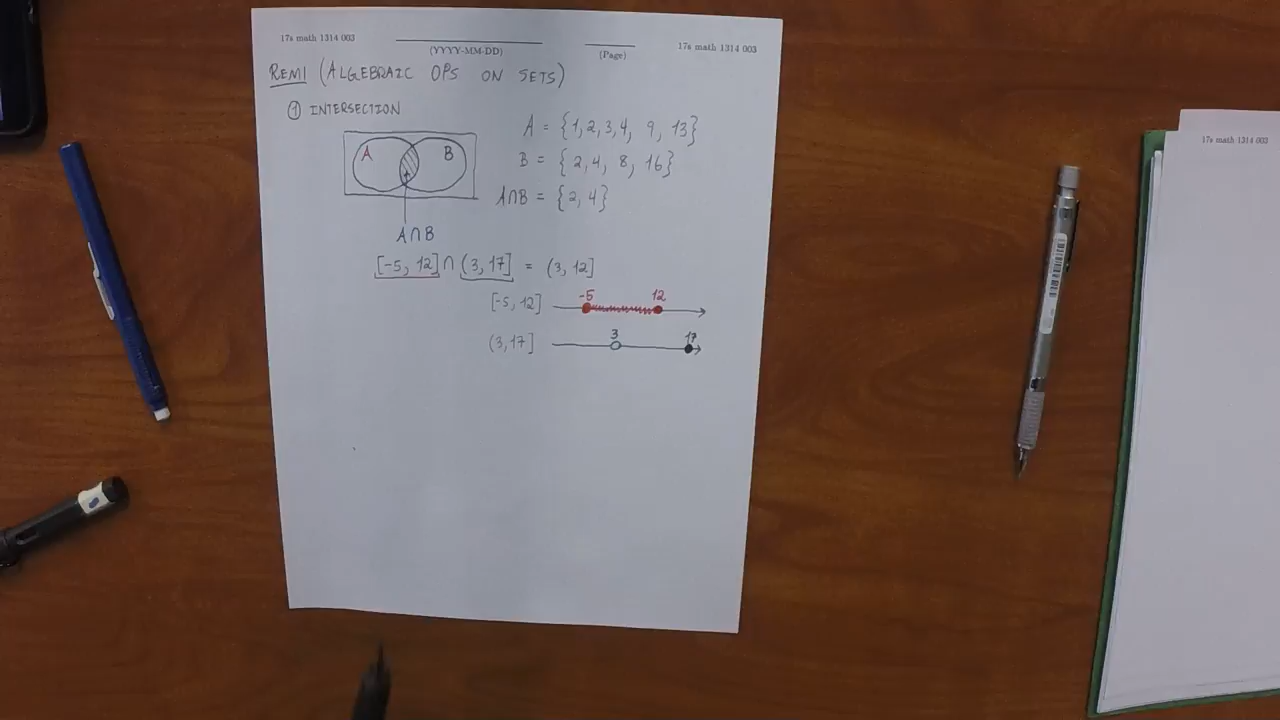 17s math 1314 003 (YYYY-MM-DD) (Page) 17s math 1314 003
REM1 (ALGEBRAIC OPS ON SETS)
① INTERSECTION
A B
A∩B
A = {1,2,3,4, 9, 13}
B = {2,4, 8, 16}
A∩B = {2,4}
[-5, 12] ∩ (3, 17] = (3, 12]
[-5, 12] -5 12
(3,17] 3 17
17s math 1314 003